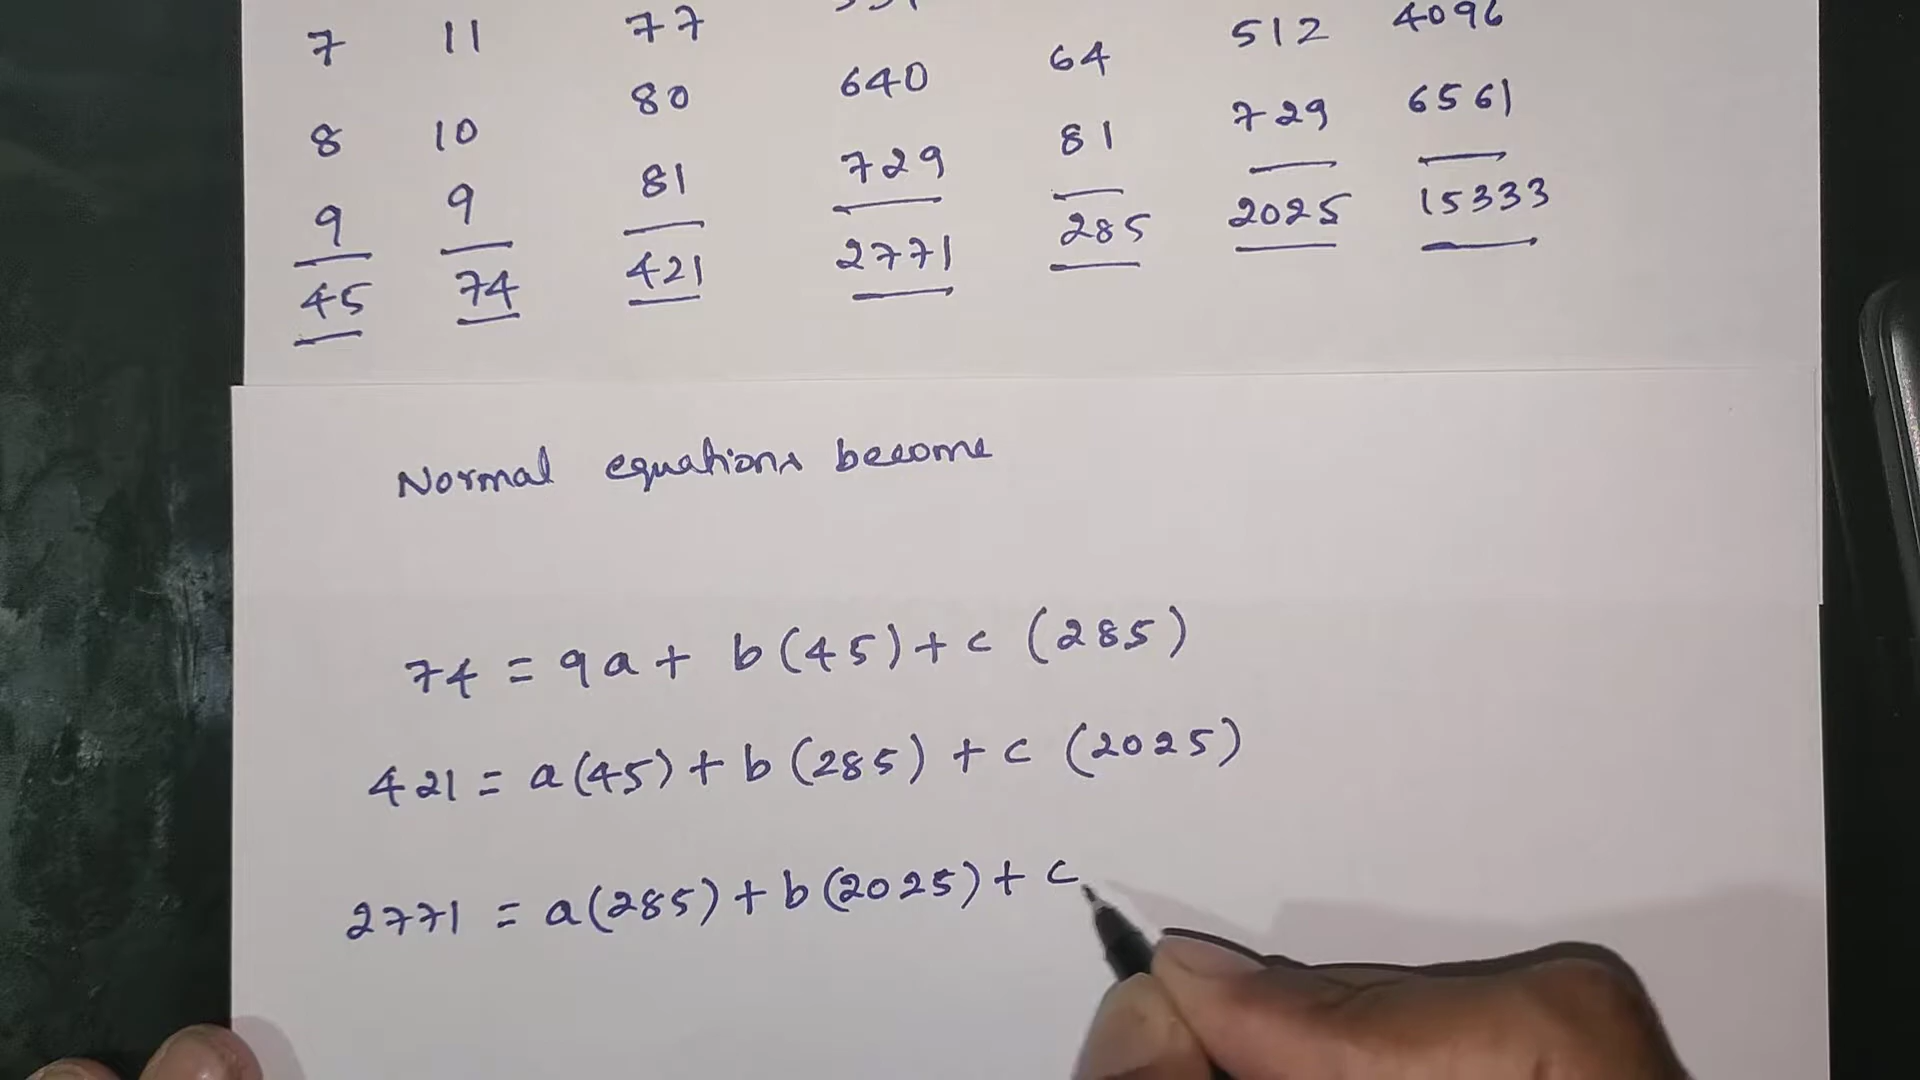 7 11 77 512 4096
8 10 80 640 64 729 6561
9 9 81 729 81
45 74 421 2771 285 2025 15333
Normal equations become
74 = 9a + b(45) + c (285)
421 = a(45) + b(285) + c (2025)
2771 = a(285) + b(2025) + c